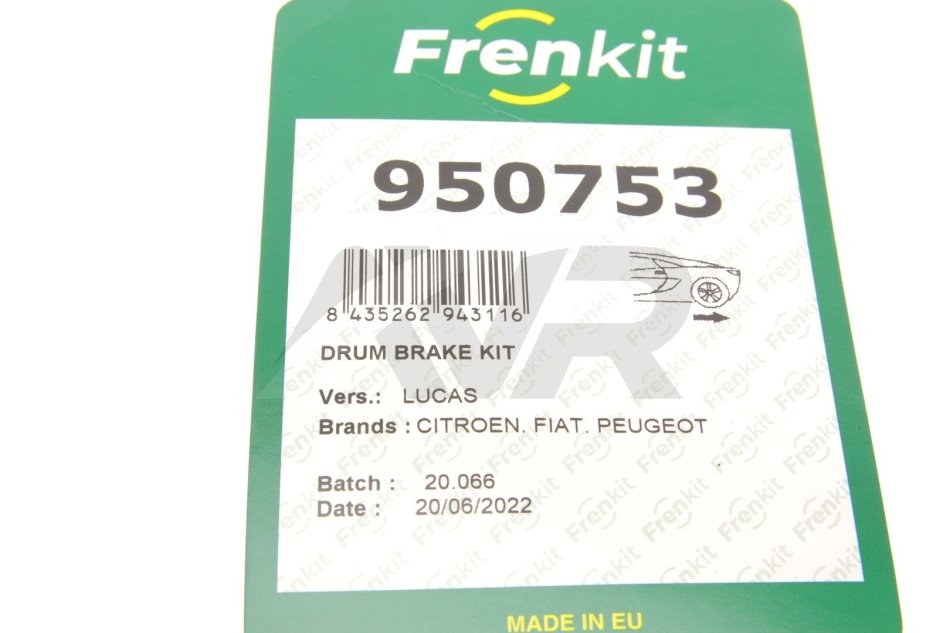 Frenkit
950753
8 435262 943116
DRUM BRAKE KIT
Vers.: LUCAS
Brands : CITROEN. FIAT. PEUGEOT
Batch : 20.066
Date : 20/06/2022
MADE IN EU